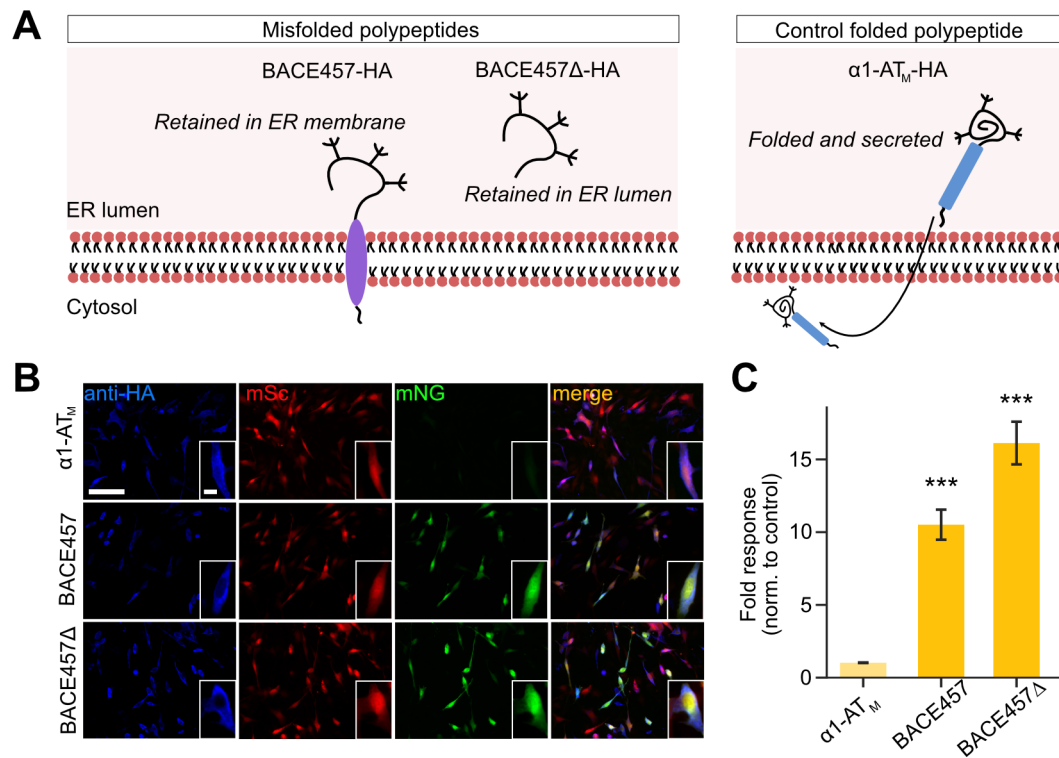 A
Misfolded polypeptides
Control folded polypeptide
BACE457-HA
BACE457Δ-HA
α1-ATM-HA
Retained in ER membrane
Folded and secreted
Retained in ER lumen
ER lumen
Cytosol
B
anti-HA
mSc
mNG
merge
α1-ATM
BACE457
BACE457Δ
C
Fold response
(norm. to control)
15
10
5
0
***
***
α1-ATM
BACE457
BACE457Δ